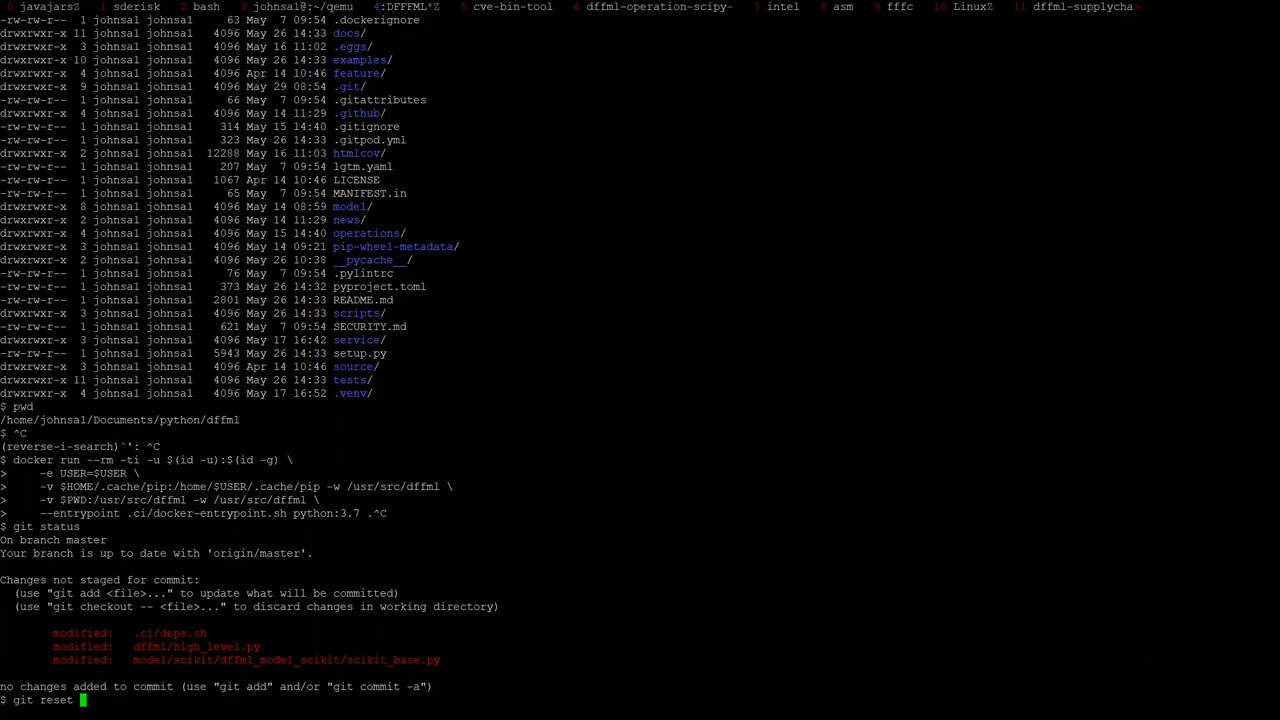 0 javajarsZ  1 sderisk  2 bash  3 johnsal@:~/qemu  4:DFFFML*Z  5 cve-bin-tool  6 dffml-operation-scipy-  7 intel  8 asm  9 fffc  10 LinuxZ  11 dffml-supplycha>
-rw-rw-r--  1 johnsal johnsal    63 May  7 09:54 .dockerignore
drwxrwxr-x 11 johnsal johnsal  4096 May 26 14:33 docs/
drwxrwxr-x  3 johnsal johnsal  4096 May 16 11:02 .eggs/
drwxrwxr-x 10 johnsal johnsal  4096 May 26 14:33 examples/
drwxrwxr-x  4 johnsal johnsal  4096 Apr 14 10:46 feature/
drwxrwxr-x  9 johnsal johnsal  4096 May 29 08:54 .git/
-rw-rw-r--  1 johnsal johnsal    66 May  7 09:54 .gitattributes
drwxrwxr-x  4 johnsal johnsal  4096 May 14 11:29 .github/
-rw-rw-r--  1 johnsal johnsal   314 May 15 14:40 .gitignore
-rw-rw-r--  1 johnsal johnsal   323 May 26 14:33 .gitpod.yml
drwxrwxr-x  2 johnsal johnsal 12288 May 16 11:03 htmlcov/
-rw-rw-r--  1 johnsal johnsal   207 May  7 09:54 lgtm.yaml
-rw-rw-r--  1 johnsal johnsal  1067 Apr 14 10:46 LICENSE
-rw-rw-r--  1 johnsal johnsal    65 May  7 09:54 MANIFEST.in
drwxrwxr-x  8 johnsal johnsal  4096 May 14 08:59 model/
drwxrwxr-x  2 johnsal johnsal  4096 May 14 11:29 news/
drwxrwxr-x  4 johnsal johnsal  4096 May 15 14:40 operations/
drwxrwxr-x  3 johnsal johnsal  4096 May 14 09:21 pip-wheel-metadata/
drwxrwxr-x  2 johnsal johnsal  4096 May 26 10:38 __pycache__/
-rw-rw-r--  1 johnsal johnsal    76 May  7 09:54 .pylintrc
-rw-rw-r--  1 johnsal johnsal   373 May 26 14:32 pyproject.toml
-rw-rw-r--  1 johnsal johnsal  2801 May 26 14:33 README.md
drwxrwxr-x  3 johnsal johnsal  4096 May 26 14:33 scripts/
-rw-rw-r--  1 johnsal johnsal   621 May  7 09:54 SECURITY.md
drwxrwxr-x  3 johnsal johnsal  4096 May 17 16:42 service/
-rw-rw-r--  1 johnsal johnsal  5943 May 26 14:33 setup.py
drwxrwxr-x  3 johnsal johnsal  4096 Apr 14 10:46 source/
drwxrwxr-x 11 johnsal johnsal  4096 May 26 14:33 tests/
drwxrwxr-x  4 johnsal johnsal  4096 May 17 16:52 .venv/
$ pwd
/home/johnsal/Documents/python/dffml
$ ^C
(reverse-i-search)`': ^C
$ docker run --rm -ti -u $(id -u):$(id -g) \
>     -e USER=$USER \
>     -v $HOME/.cache/pip:/home/$USER/.cache/pip -w /usr/src/dffml \
>     -v $PWD:/usr/src/dffml -w /usr/src/dffml \
>     --entrypoint .ci/docker-entrypoint.sh python:3.7 .^C
$ git status
On branch master
Your branch is up to date with 'origin/master'.
Changes not staged for commit:
  (use "git add <file>..." to update what will be committed)
  (use "git checkout -- <file>..." to discard changes in working directory)
        modified:   .ci/deps.sh
        modified:   dffml/high_level.py
        modified:   model/scikit/dffml_model_scikit/scikit_base.py
no changes added to commit (use "git add" and/or "git commit -a")
$ git reset